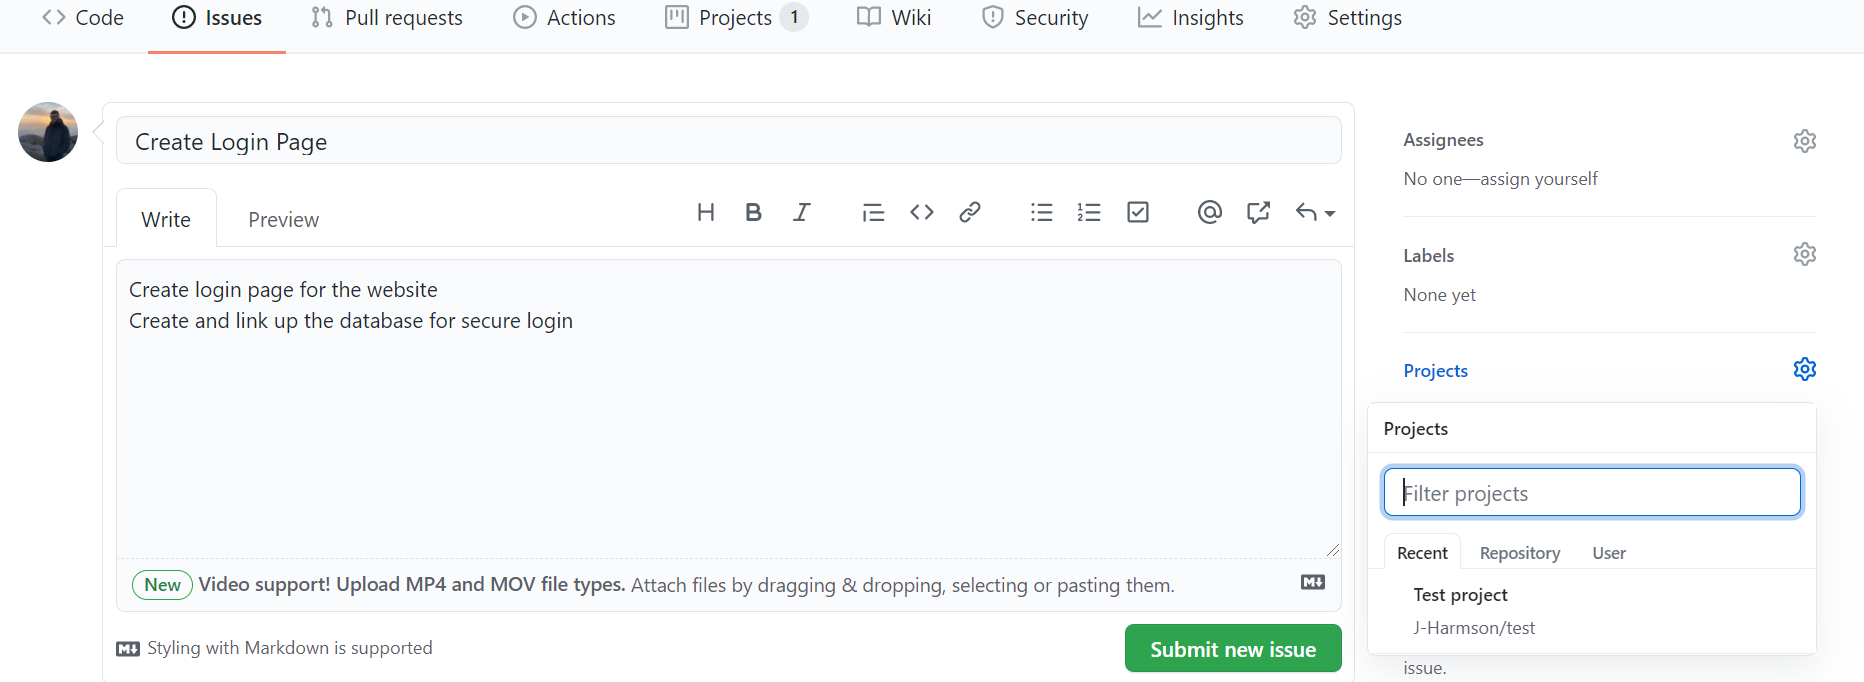 Code Issues Pull requests Actions Projects 1 Wiki Security Insights Settings
Create Login Page
Write Preview
Create login page for the website
Create and link up the database for secure login
New Video support! Upload MP4 and MOV file types. Attach files by dragging & dropping, selecting or pasting them.
Styling with Markdown is supported
Submit new issue
Assignees
No one—assign yourself
Labels
None yet
Projects
Projects
Filter projects
Recent Repository User
Test project
J-Harmson/test
issue.